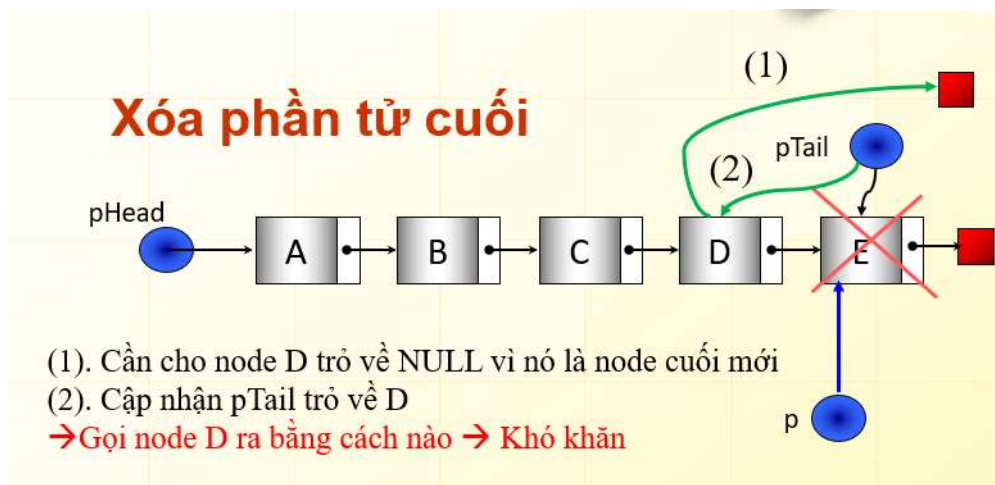 Xóa phần tử cuối
(1)
pTail
(2)
pHead
A
B
C
D
E
(1). Cần cho node D trỏ về NULL vì nó là node cuối mới
(2). Cập nhận pTail trỏ về D
→Gọi node D ra bằng cách nào → Khó khăn
p